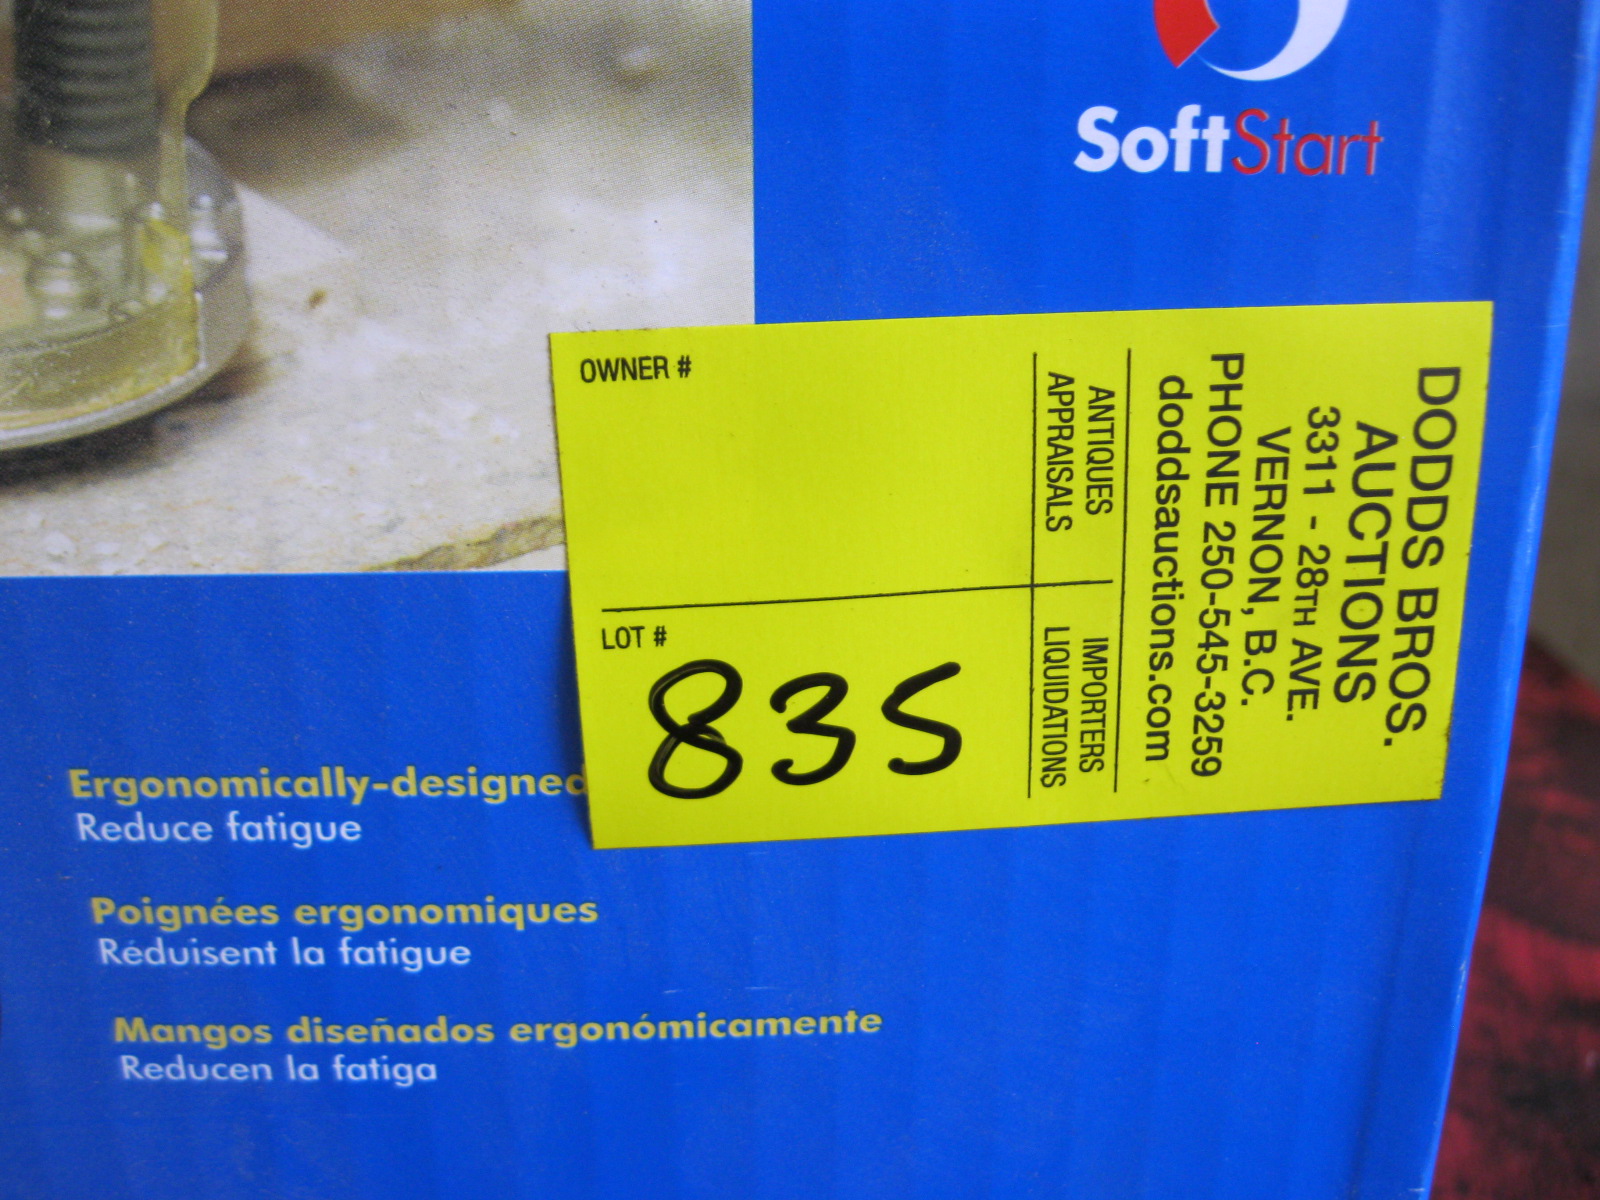 SoftStart
OWNER #
LOT #
835
ANTIQUES
APPRAISALS
IMPORTERS
LIQUIDATIONS
DODDS BROS.
AUCTIONS
3311 - 28TH AVE.
VERNON, B.C.
PHONE 250-545-3259
doddsauctions.com
Ergonomically-designed
Reduce fatigue
Poignées ergonomiques
Réduisent la fatigue
Mangos diseñados ergonómicamente
Reducen la fatiga